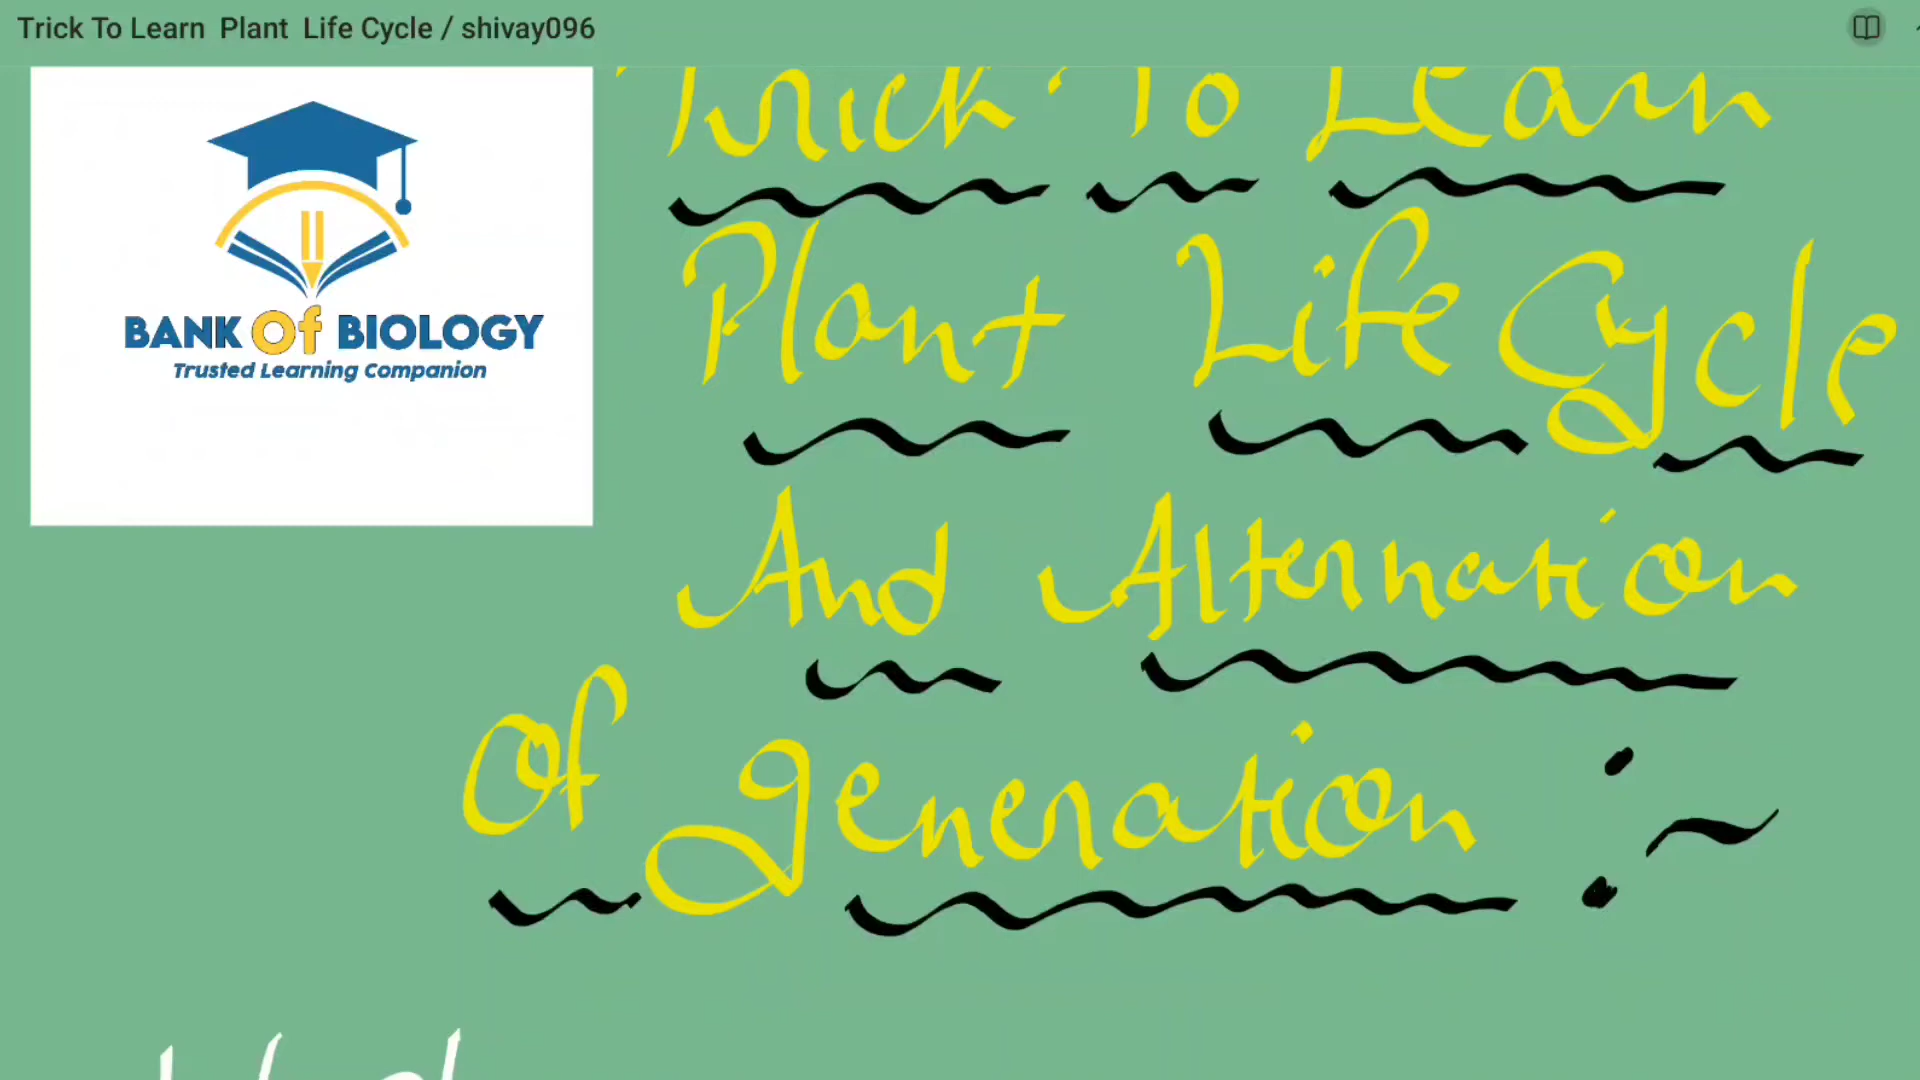 Trick To Learn Plant Life Cycle / shivay096
BANK Of BIOLOGY
Trusted Learning Companion
Trick To Learn
Plant Life Cycle
And Alternation
Of generation :~